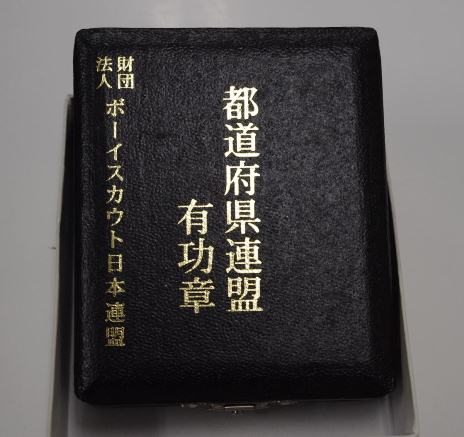 都道府県連盟
有功章
財団法人 ボーイスカウト日本連盟